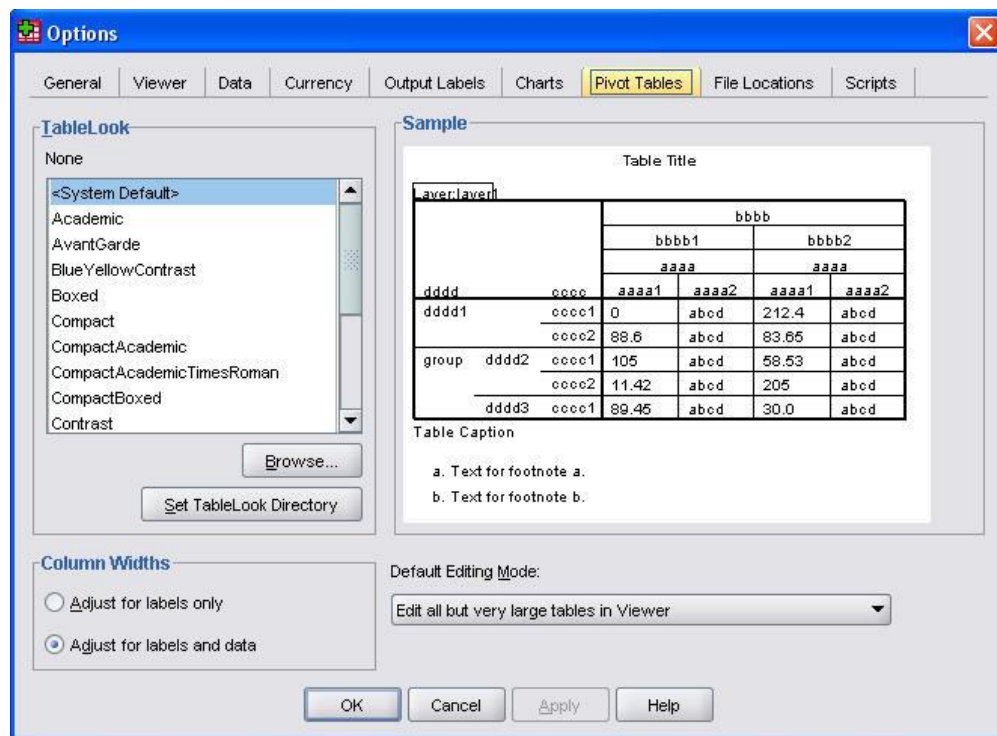 Options
General Viewer Data Currency Output Labels Charts Pivot Tables File Locations Scripts
TableLook
None
<System Default>
Academic
AvantGarde
BlueYellowContrast
Boxed
Compact
CompactAcademic
CompactAcademicTimesRoman
CompactBoxed
Contrast
Browse...
Set TableLook Directory
Sample
Table Title
Layer:layer1
bbbb
bbbb1 bbbb2
aaaa aaaa
dddd cccc aaaa1 aaaa2 aaaa1 aaaa2
dddd1 cccc1 0 abcd 212.4 abcd
cccc2 88.6 abcd 83.65 abcd
group dddd2 cccc1 105 abcd 58.53 abcd
cccc2 11.42 abcd 205 abcd
dddd3 cccc1 89.45 abcd 30.0 abcd
Table Caption
a. Text for footnote a.
b. Text for footnote b.
Column Widths
Adjust for labels only
Adjust for labels and data
Default Editing Mode:
Edit all but very large tables in Viewer
OK Cancel Apply Help